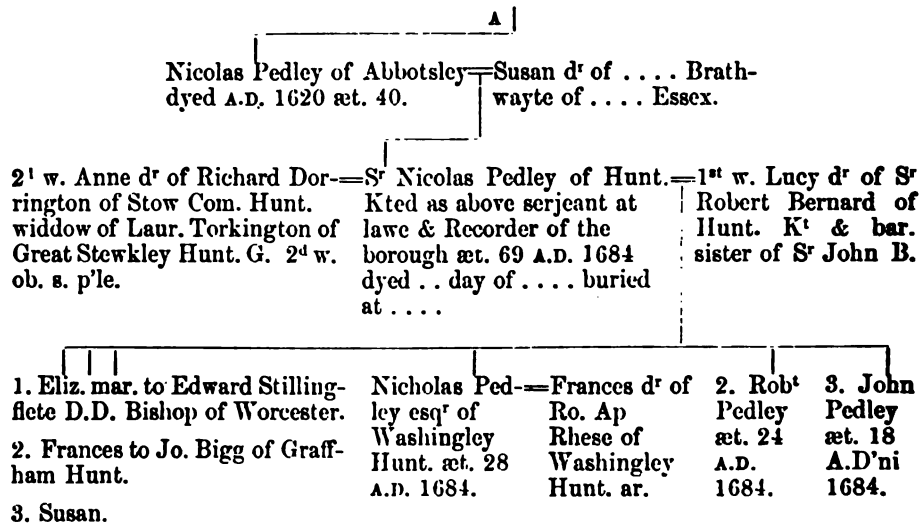 A
Nicolas Pedley of Abbotsley=Susan dʳ of .... Brath-
dyed A.D. 1620 æt. 40.
wayte of .... Essex.
2ᵈ w. Anne dʳ of Richard Dor-
rington of Stow Com. Hunt.
widdow of Laur. Torkington of
Great Stewkley Hunt. G. 2ᵈ w.
ob. s. p'le.
=Sʳ Nicolas Pedley of Hunt.=
Kted as above serjeant at
lawe & Recorder of the
borough æt. 69 A.D. 1684
dyed .. day of .... buried
at ....
1ˢᵗ w. Lucy dʳ of Sʳ
Robert Bernard of
Hunt. Kᵗ & bar.
sister of Sʳ John B.
1. Eliz. mar. to Edward Stilling-
flete D.D. Bishop of Worcester.
2. Frances to Jo. Bigg of Graff-
ham Hunt.
3. Susan.
Nicholas Ped-
ley esqʳ of
Washingley
Hunt. æt. 28
A.D. 1684.
=Frances dʳ of
Ro. Ap
Rhese of
Washingley
Hunt. ar.
2. Robᵗ
Pedley
æt. 24
A.D.
1684.
3. John
Pedley
æt. 18
A.D'ni
1684.